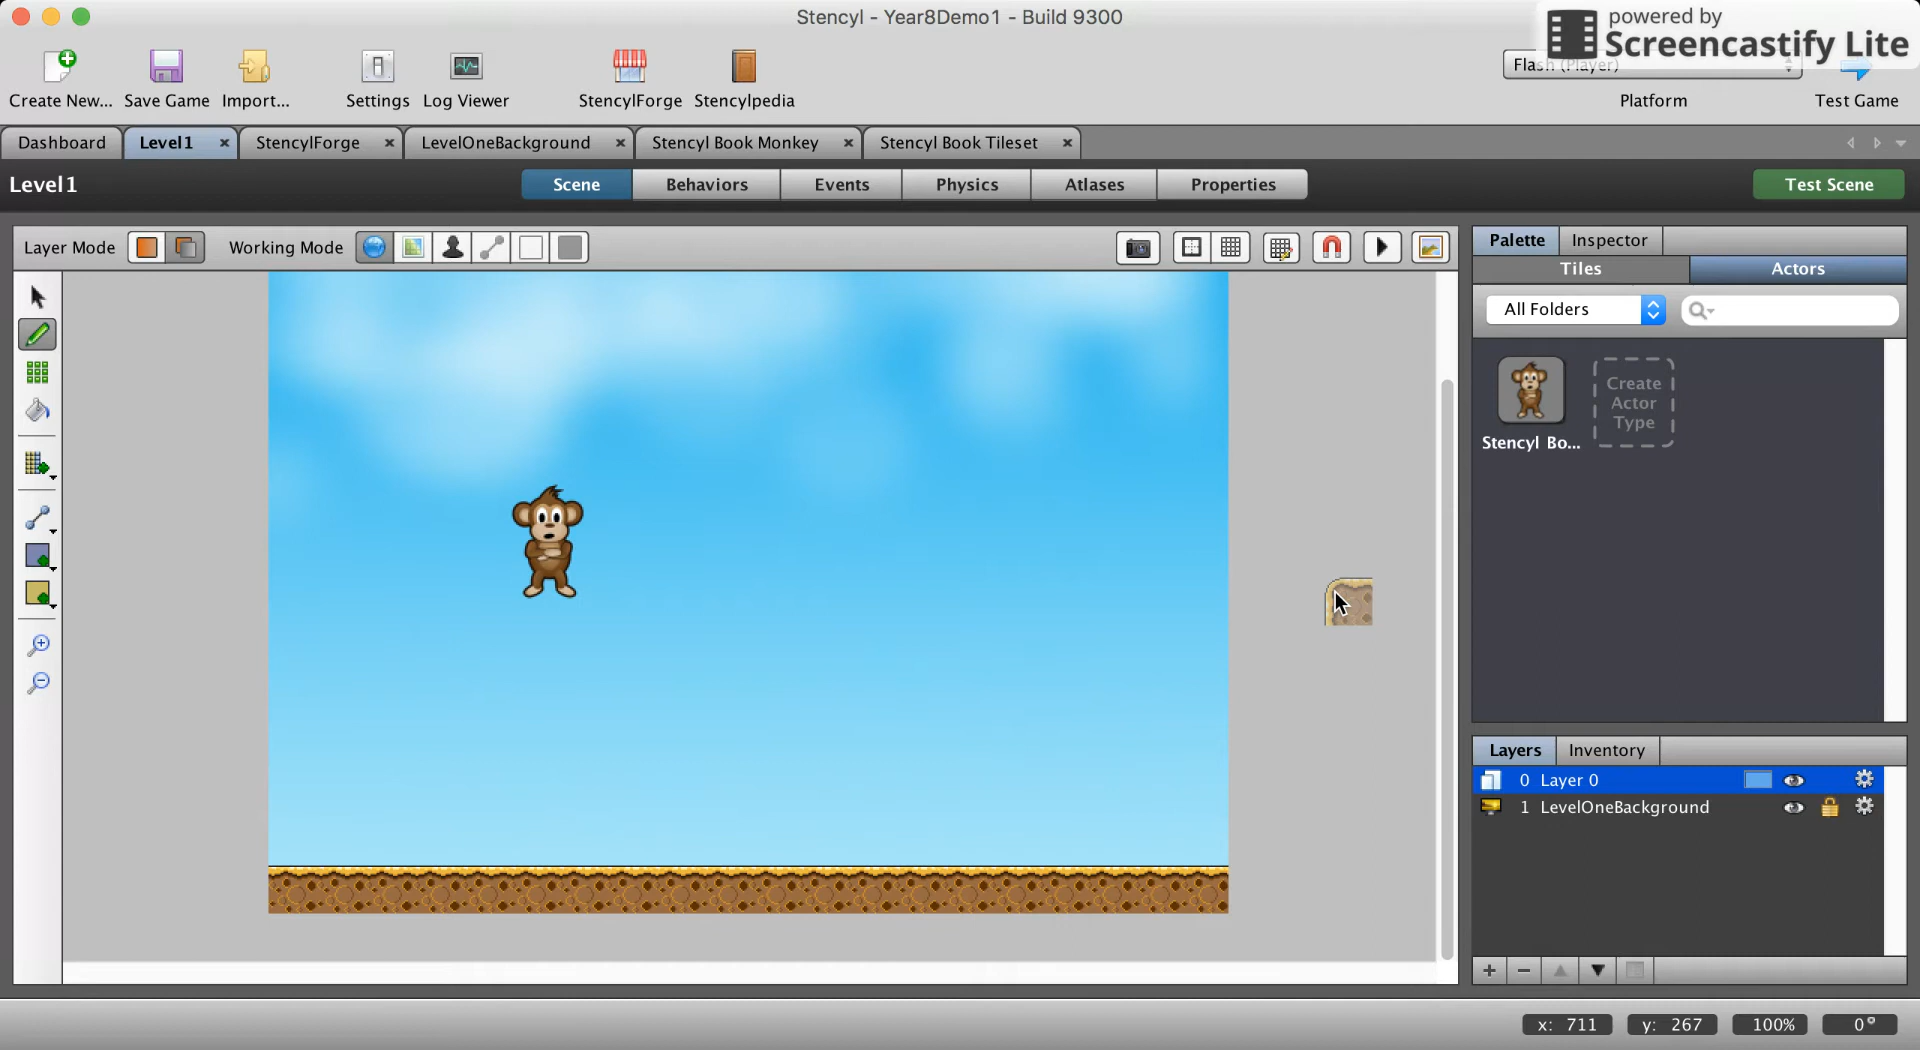 Stencyl - Year8Demo1 - Build 9300
powered by
Screencastify Lite
Create New... Save Game Import... Settings Log Viewer StencylForge Stencylpedia
Flash (Player)
Platform Test Game
Dashboard Level1 StencylForge LevelOneBackground Stencyl Book Monkey Stencyl Book Tileset
Level1 Scene Behaviors Events Physics Atlases Properties Test Scene
Layer Mode Working Mode
Palette Inspector
Tiles Actors
All Folders
Create
Actor
Type
Stencyl Bo...
Layers Inventory
0 Layer 0
1 LevelOneBackground
x: 711 y: 267 100% 0°